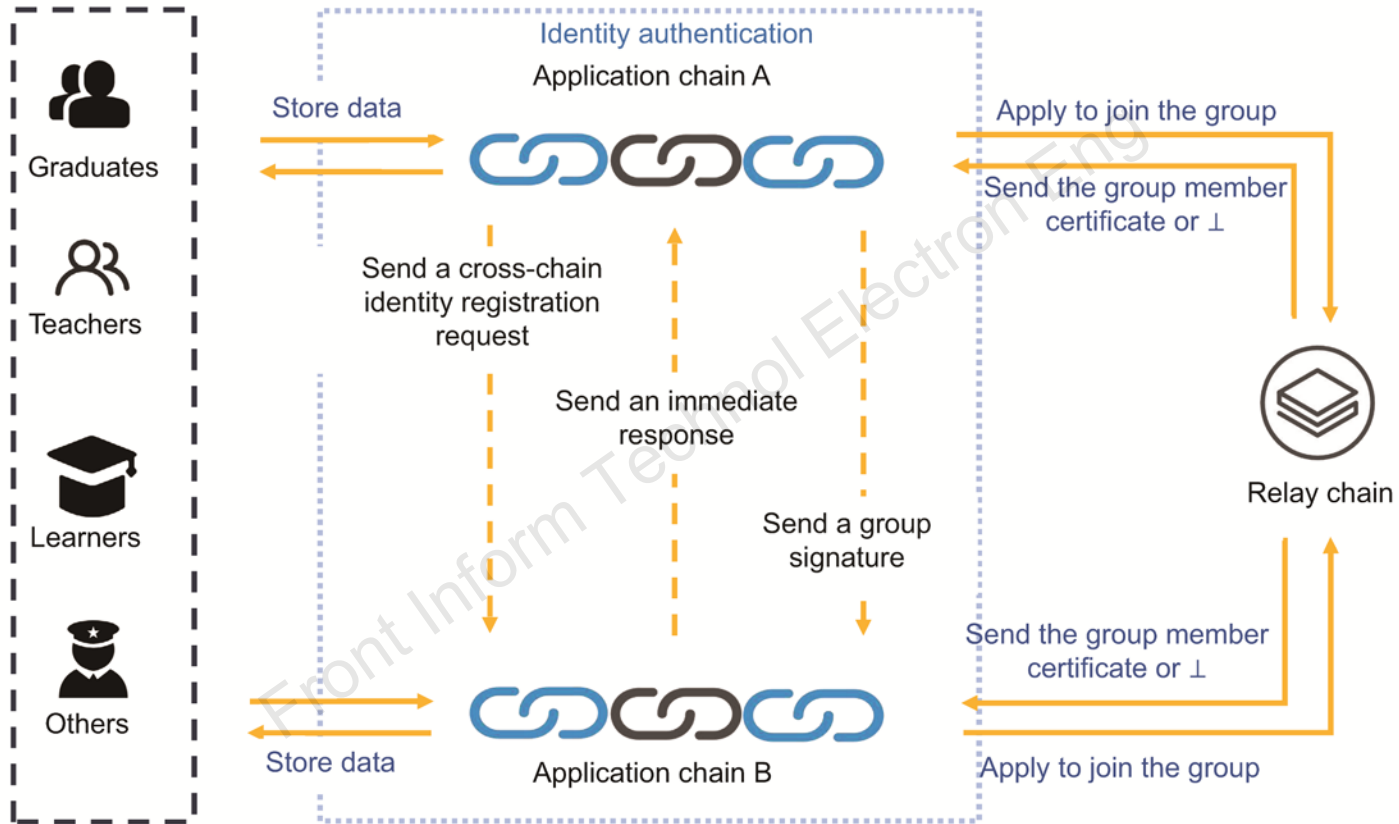 Identity authentication
Application chain A
Graduates
Teachers
Learners
Others
Store data
Apply to join the group
Send the group member
certificate or ⊥
Send a cross-chain
identity registration
request
Send an immediate
response
Send a group
signature
Relay chain
Send the group member
certificate or ⊥
Apply to join the group
Store data
Application chain B
Front Inform Technol Electron Eng